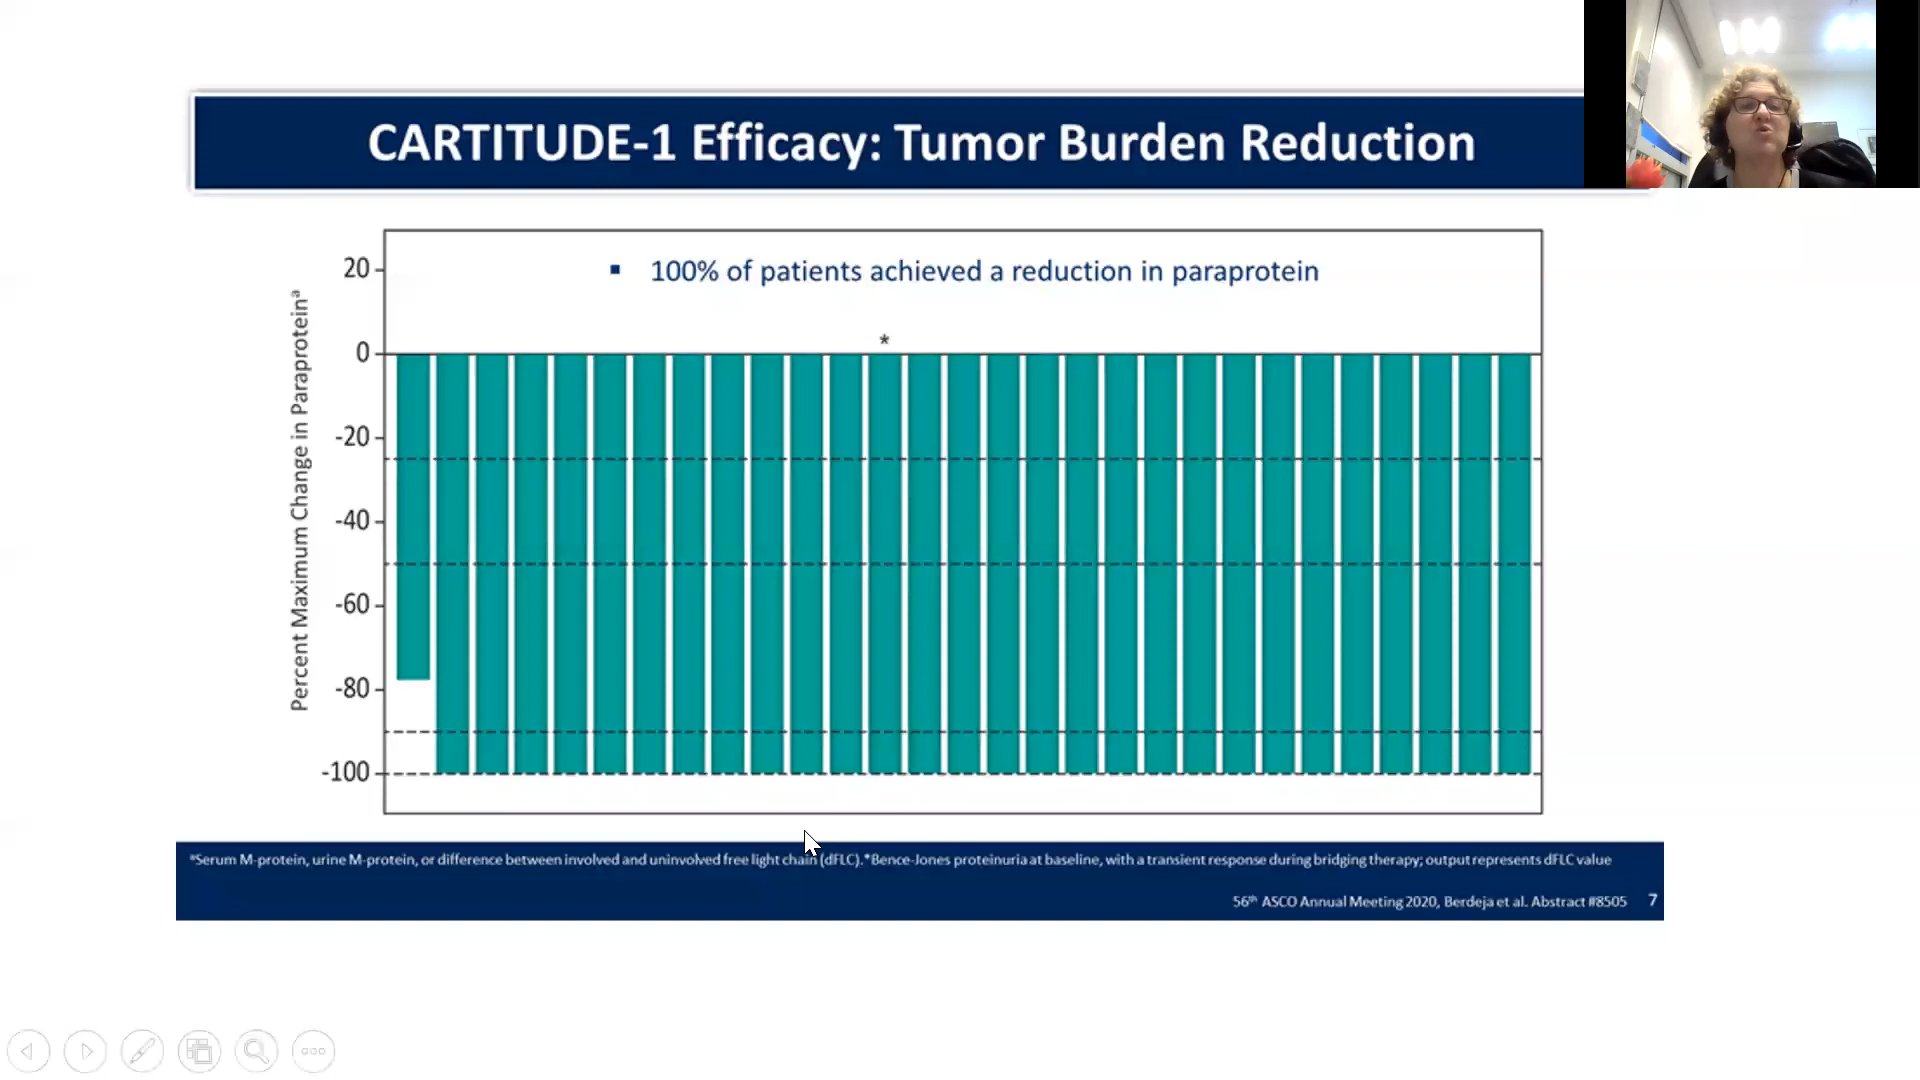 CARTITUDE-1 Efficacy: Tumor Burden Reduction
▪ 100% of patients achieved a reduction in paraprotein
Percent Maximum Change in Paraproteinᵃ
20
0
-20
-40
-60
-80
-100
*
ᵃSerum M-protein, urine M-protein, or difference between involved and uninvolved free light chain (dFLC).*Bence-Jones proteinuria at baseline, with a transient response during bridging therapy; output represents dFLC value
56ᵗʰ ASCO Annual Meeting 2020, Berdeja et al. Abstract #8505 7